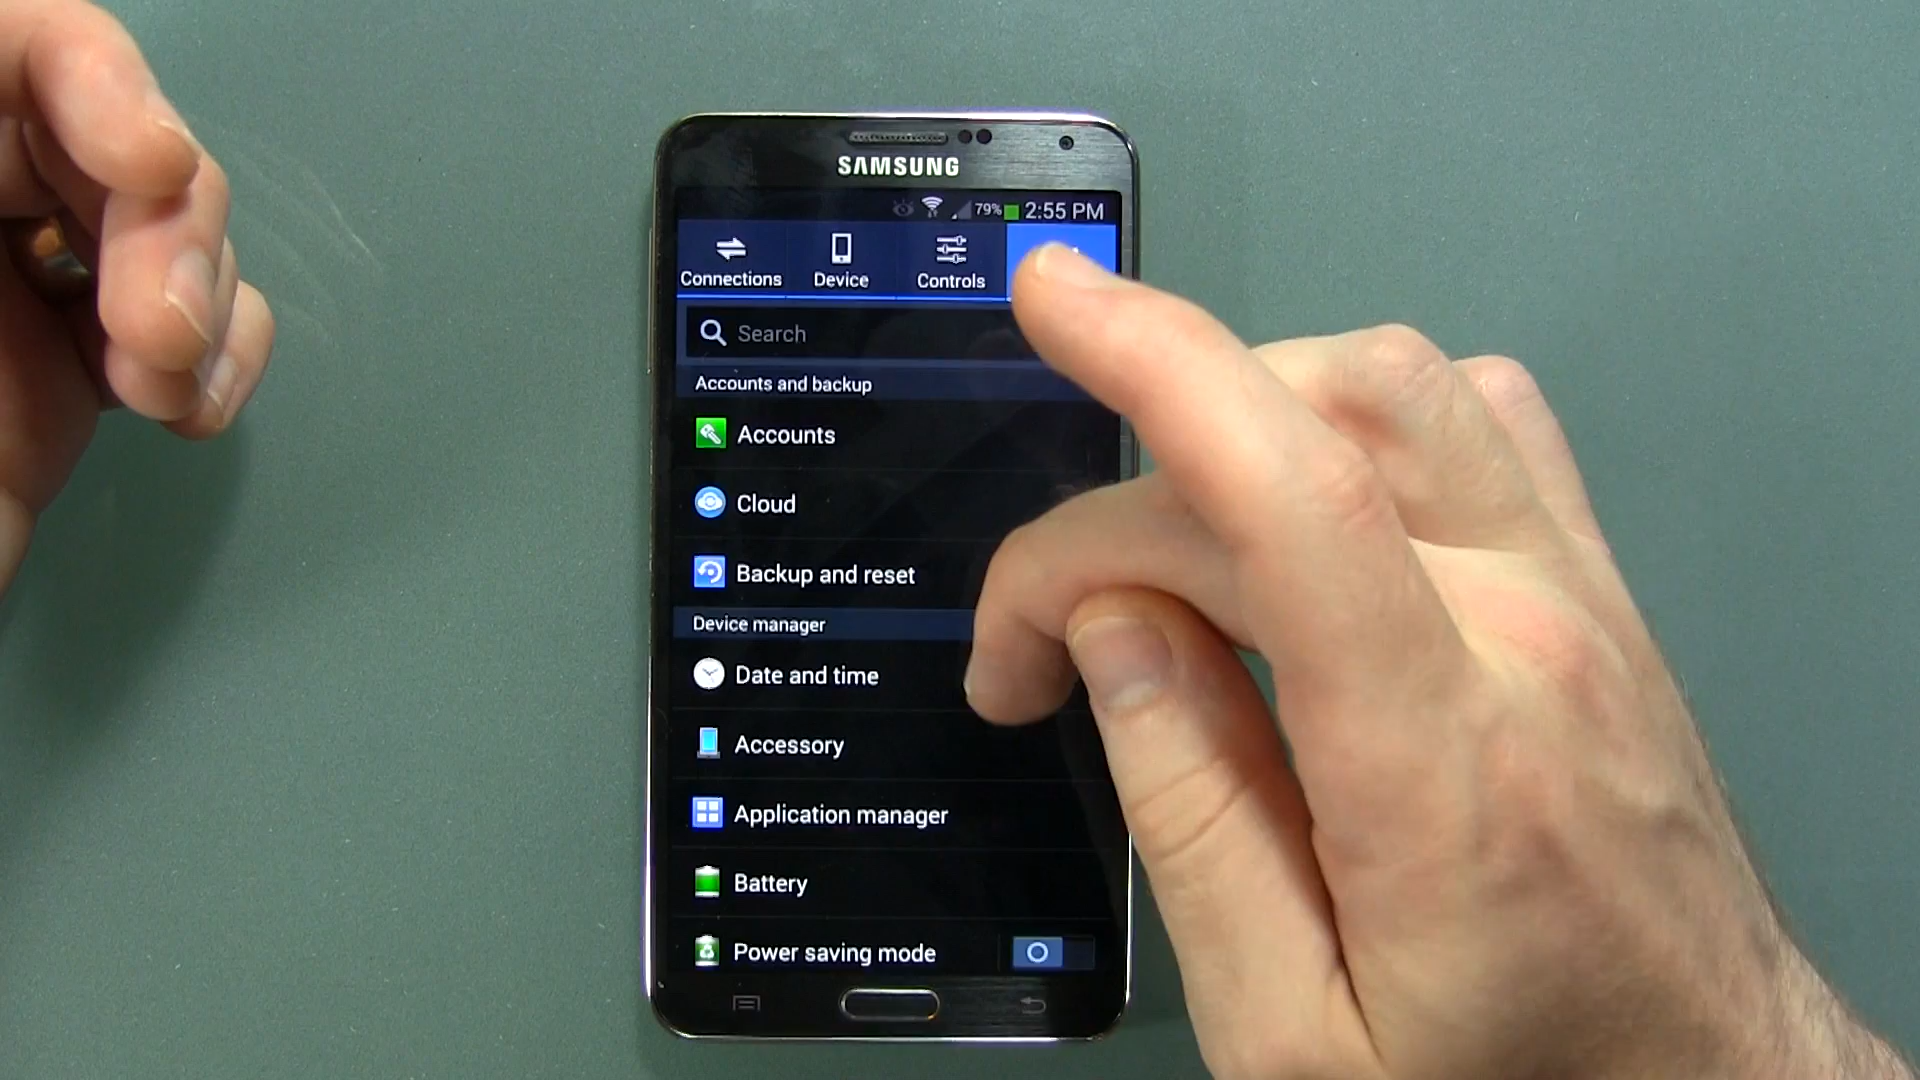 SAMSUNG
79% 2:55 PM
Connections Device Controls
Search
Accounts and backup
Accounts
Cloud
Backup and reset
Device manager
Date and time
Accessory
Application manager
Battery
Power saving mode